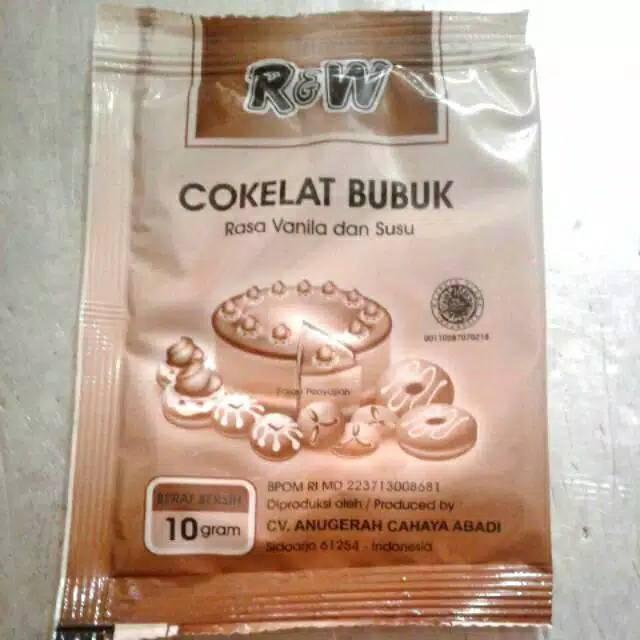 R&W
COKELAT BUBUK
Rasa Vanila dan Susu
00110087070218
Saran Penyajian
BERAT BERSIH
10 gram
BPOM RI MD 223713008681
Diproduksi oleh / Produced by
CV. ANUGERAH CAHAYA ABADI
Sidoarjo 61254 - Indonesia